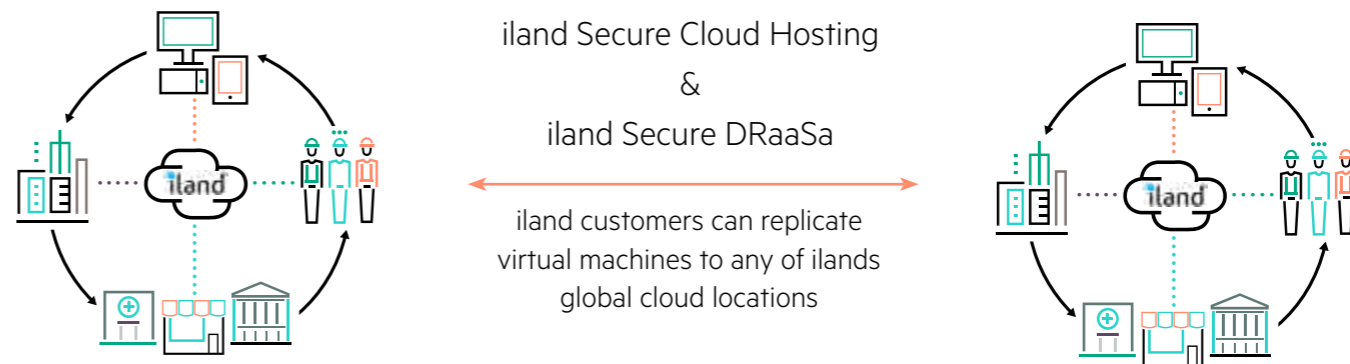 iland Secure Cloud Hosting
&
iland Secure DRaaSa
iland
iland
iland customers can replicate
virtual machines to any of ilands
global cloud locations